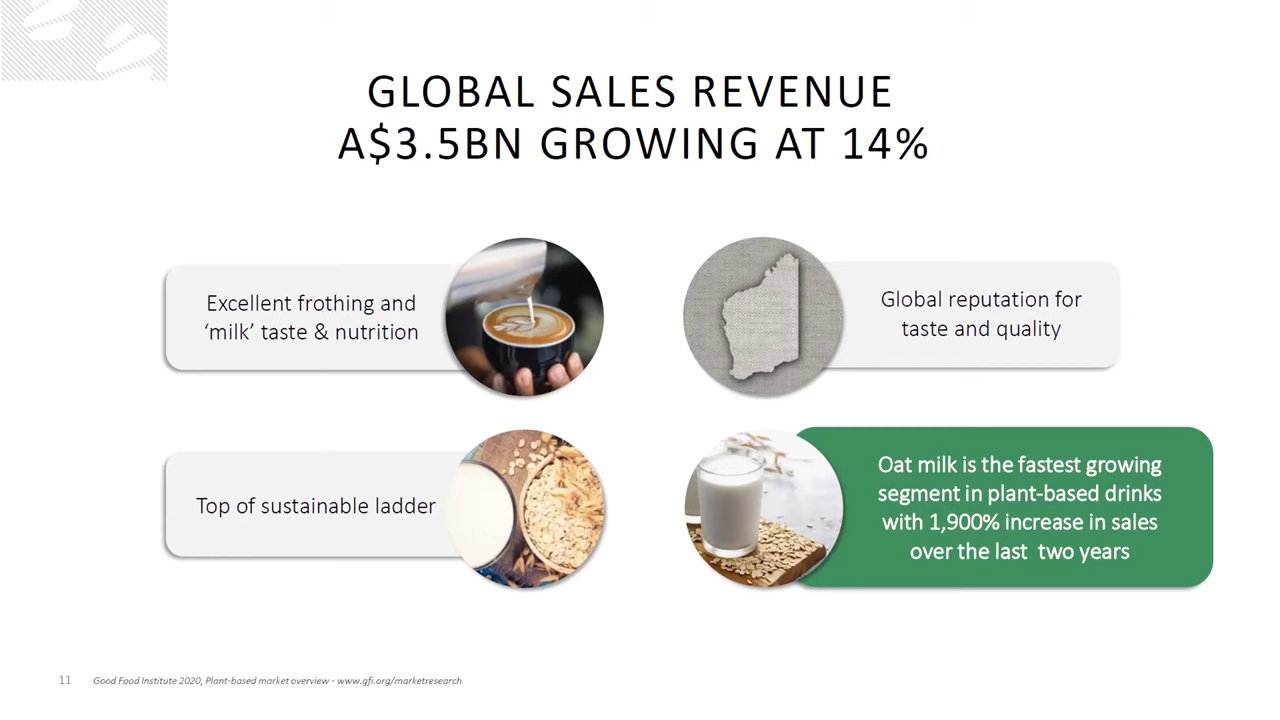 GLOBAL SALES REVENUE
A$3.5BN GROWING AT 14%
Excellent frothing and
‘milk’ taste & nutrition
Global reputation for
taste and quality
Top of sustainable ladder
Oat milk is the fastest growing
segment in plant-based drinks
with 1,900% increase in sales
over the last  two years
11 Good Food Institute 2020, Plant-based market overview - www.gfi.org/marketresearch